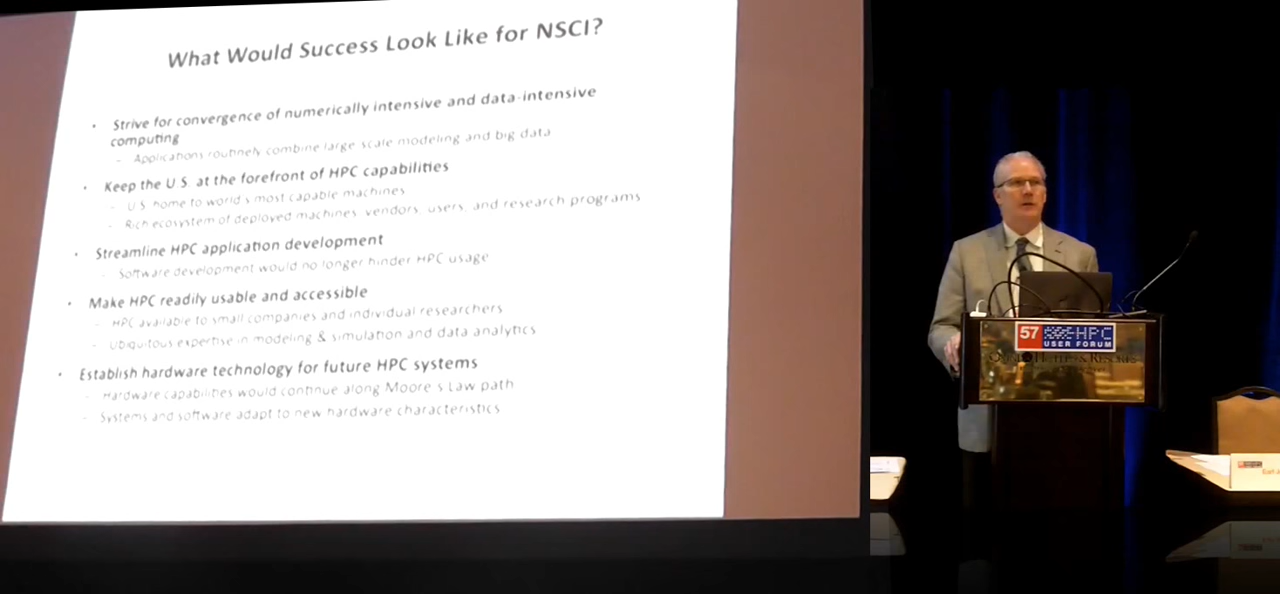 What Would Success Look Like for NSCI?
• Strive for convergence of numerically intensive and data-intensive
computing
– Applications routinely combine large scale modeling and big data
• Keep the U.S. at the forefront of HPC capabilities
– U.S. home to world's most capable machines
– Rich ecosystem of deployed machines, vendors, users, and research programs
• Streamline HPC application development
– Software development would no longer hinder HPC usage
• Make HPC readily usable and accessible
– HPC available to small companies and individual researchers
– Ubiquitous expertise in modeling & simulation and data analytics
• Establish hardware technology for future HPC systems
– Hardware capabilities would continue along Moore's Law path
– Systems and software adapt to new hardware characteristics
57 HPC
USER FORUM
Omni Hotels & Resorts